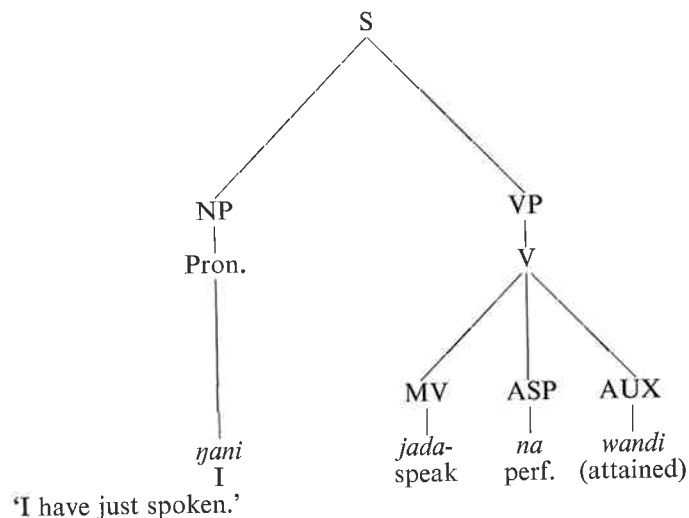 S
NP VP
Pron. V
MV ASP AUX
ŋani jada- na wandi
I speak perf. (attained)
‘I have just spoken.’